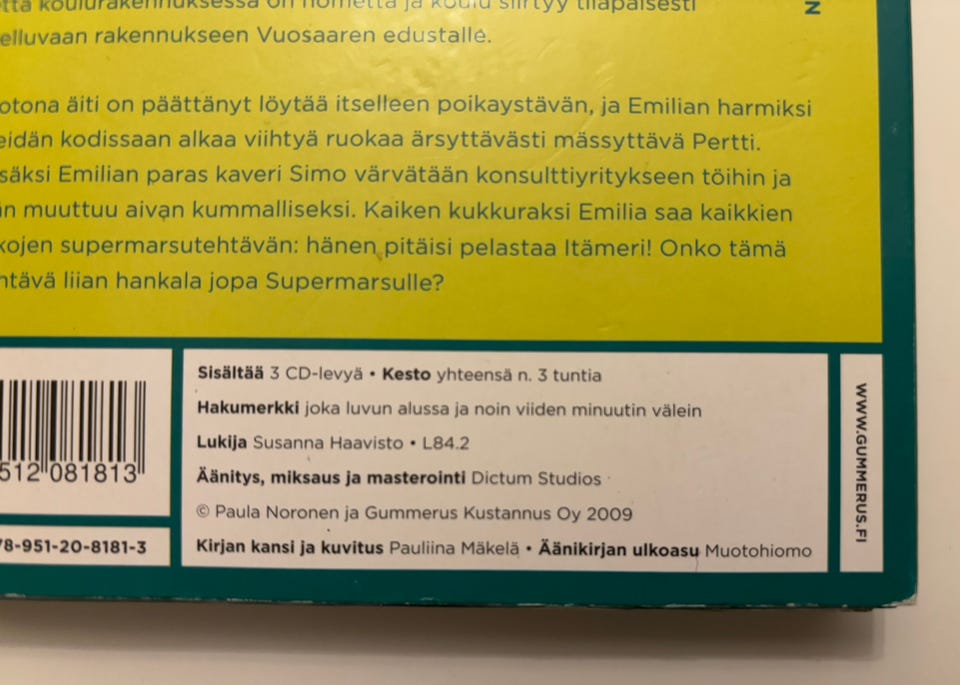 koulurakennuksessa on hometta ja koulu siirtyy tilapäisesti
elluvaan rakennukseen Vuosaaren edustalle.
otona äiti on päättänyt löytää itselleen poikaystävän, ja Emilian harmiksi
eidän kodissaan alkaa viihtyä ruokaa ärsyttävästi mässyttävä Pertti.
säksi Emilian paras kaveri Simo värvätään konsulttiyritykseen töihin ja
n muuttuu aivan kummalliseksi. Kaiken kukkuraksi Emilia saa kaikkien
kojen supermarsutehtävän: hänen pitäisi pelastaa Itämeri! Onko tämä
htävä liian hankala jopa Supermarsulle?
512 081813
78-951-20-8181-3
Sisältää 3 CD-levyä • Kesto yhteensä n. 3 tuntia
Hakumerkki joka luvun alussa ja noin viiden minuutin välein
Lukija Susanna Haavisto • L84.2
Äänitys, miksaus ja masterointi Dictum Studios
© Paula Noronen ja Gummerus Kustannus Oy 2009
Kirjan kansi ja kuvitus Pauliina Mäkelä • Äänikirjan ulkoasu Muotohiomo
WWW.GUMMERUS.FI